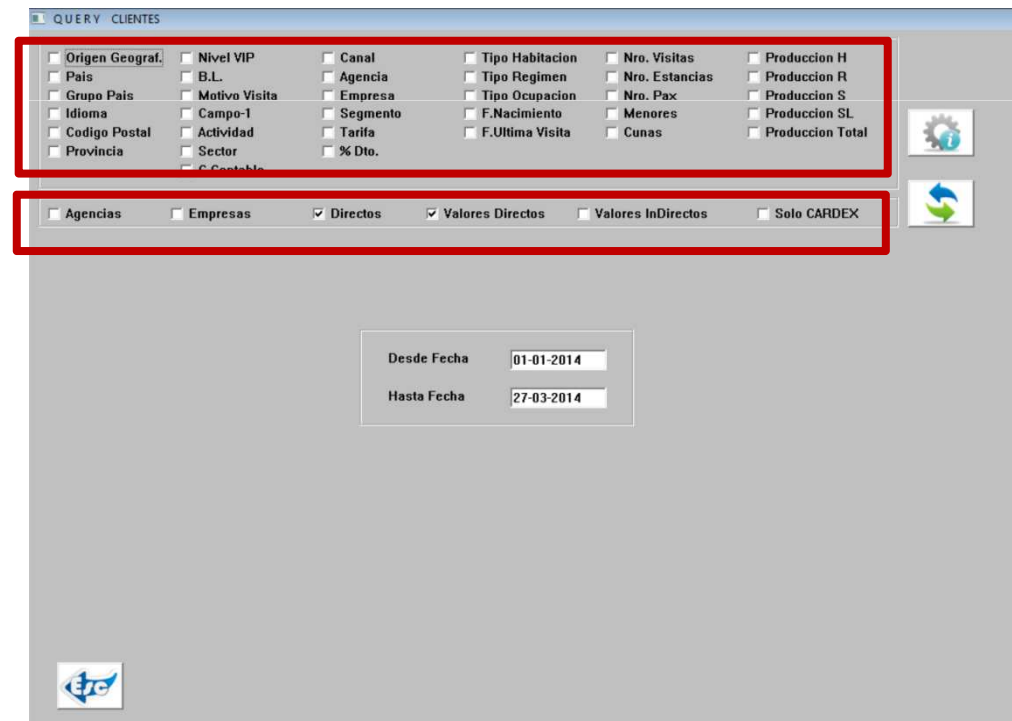 QUERY CLIENTES
Origen Geograf. Nivel VIP Canal Tipo Habitacion Nro. Visitas Produccion H
Pais B.L. Agencia Tipo Regimen Nro. Estancias Produccion R
Grupo Pais Motivo Visita Empresa Tipo Ocupacion Nro. Pax Produccion S
Idioma Campo-1 Segmento F.Nacimiento Menores Produccion SL
Codigo Postal Actividad Tarifa F.Ultima Visita Cunas Produccion Total
Provincia Sector % Dto.
C.Contable
Agencias Empresas Directos Valores Directos Valores InDirectos Solo CARDEX
Desde Fecha 01-01-2014
Hasta Fecha 27-03-2014
Esc